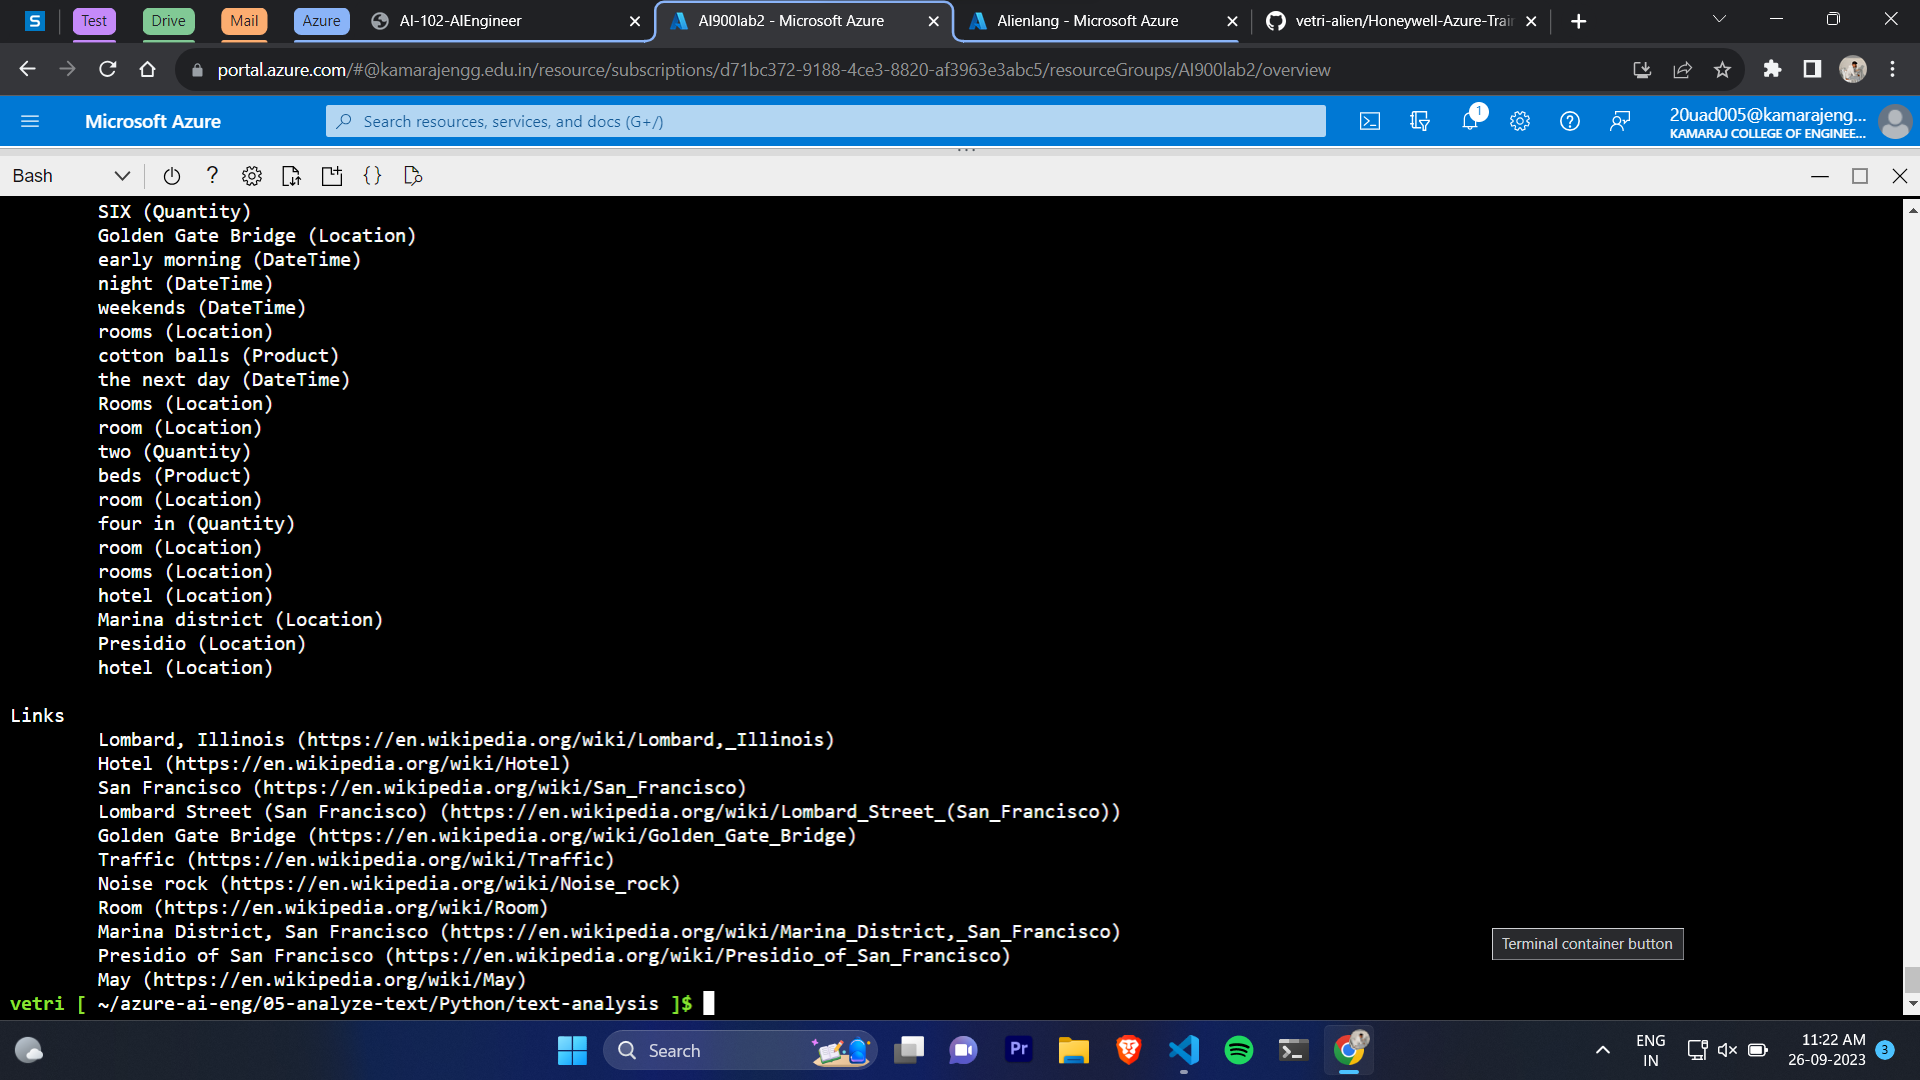 S
Test
Drive
Mail
Azure
AI-102-AIEngineer
AI900lab2 - Microsoft Azure
Alienlang - Microsoft Azure
vetri-alien/Honeywell-Azure-Trai
portal.azure.com/#@kamarajengg.edu.in/resource/subscriptions/d71bc372-9188-4ce3-8820-af3963e3abc5/resourceGroups/AI900lab2/overview
Microsoft Azure
Search resources, services, and docs (G+/)
1
20uad005@kamarajeng...
KAMARAJ COLLEGE OF ENGINEE...
Bash
SIX (Quantity)
Golden Gate Bridge (Location)
early morning (DateTime)
night (DateTime)
weekends (DateTime)
rooms (Location)
cotton balls (Product)
the next day (DateTime)
Rooms (Location)
room (Location)
two (Quantity)
beds (Product)
room (Location)
four in (Quantity)
room (Location)
rooms (Location)
hotel (Location)
Marina district (Location)
Presidio (Location)
hotel (Location)
Links
Lombard, Illinois (https://en.wikipedia.org/wiki/Lombard,_Illinois)
Hotel (https://en.wikipedia.org/wiki/Hotel)
San Francisco (https://en.wikipedia.org/wiki/San_Francisco)
Lombard Street (San Francisco) (https://en.wikipedia.org/wiki/Lombard_Street_(San_Francisco))
Golden Gate Bridge (https://en.wikipedia.org/wiki/Golden_Gate_Bridge)
Traffic (https://en.wikipedia.org/wiki/Traffic)
Noise rock (https://en.wikipedia.org/wiki/Noise_rock)
Room (https://en.wikipedia.org/wiki/Room)
Marina District, San Francisco (https://en.wikipedia.org/wiki/Marina_District,_San_Francisco)
Presidio of San Francisco (https://en.wikipedia.org/wiki/Presidio_of_San_Francisco)
May (https://en.wikipedia.org/wiki/May)
Terminal container button
vetri [ ~/azure-ai-eng/05-analyze-text/Python/text-analysis ]$
Search
Pr
ENG
IN
11:22 AM
26-09-2023
3